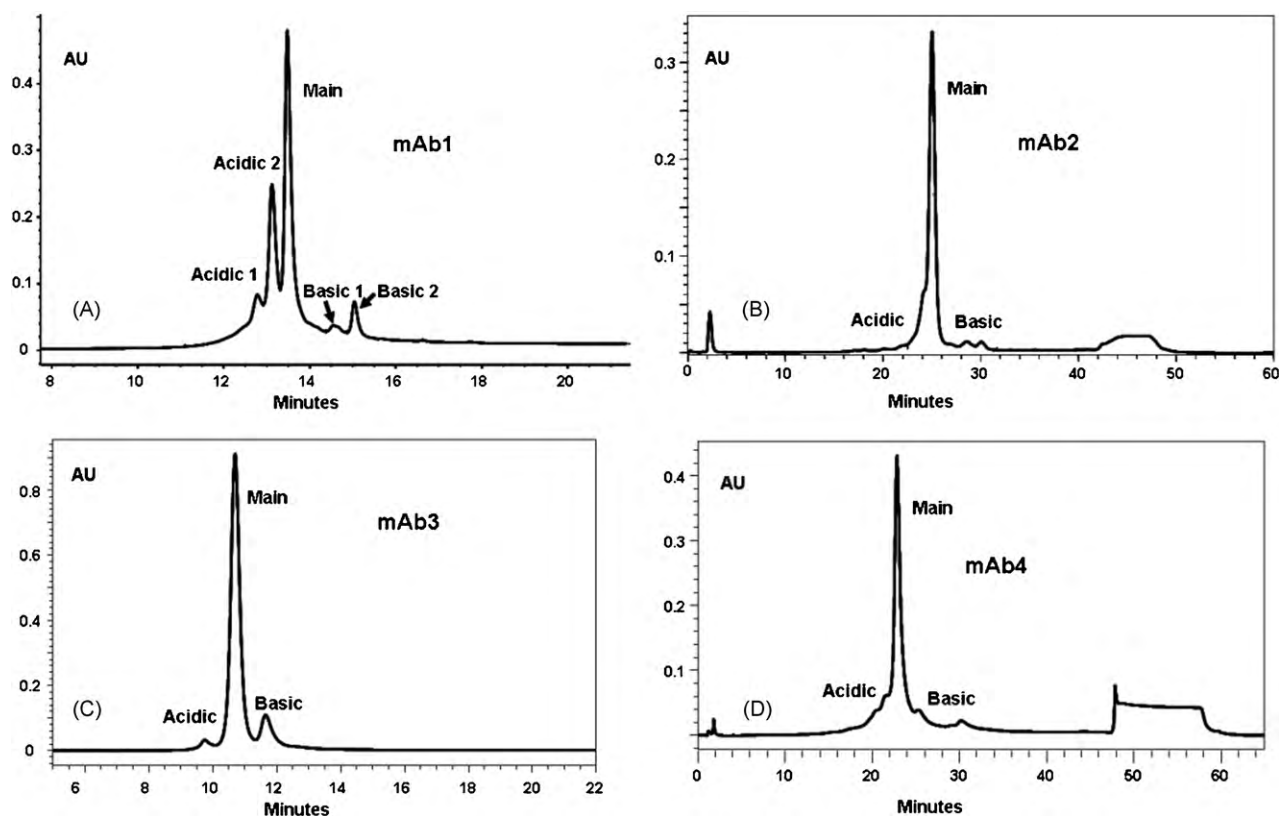 AU
0.4
0.3
0.2
0.1
0
Main
mAb1
Acidic 2
Acidic 1
Basic 1
Basic 2
(A)
8 10 12 14 16 18 20
Minutes
AU
0.3
0.2
0.1
Main
mAb2
Acidic
Basic
(B)
0 20 20 40 40 60
Minutes
AU
0.8
0.6
0.4
0.2
0
Main
mAb3
Acidic
Basic
(C)
6 8 10 12 14 16 18 20 22
Minutes
AU
0.4
0.3
0.2
0.1
Main
mAb4
Acidic
Basic
(D)
0 10 20 30 40 50 60
Minutes